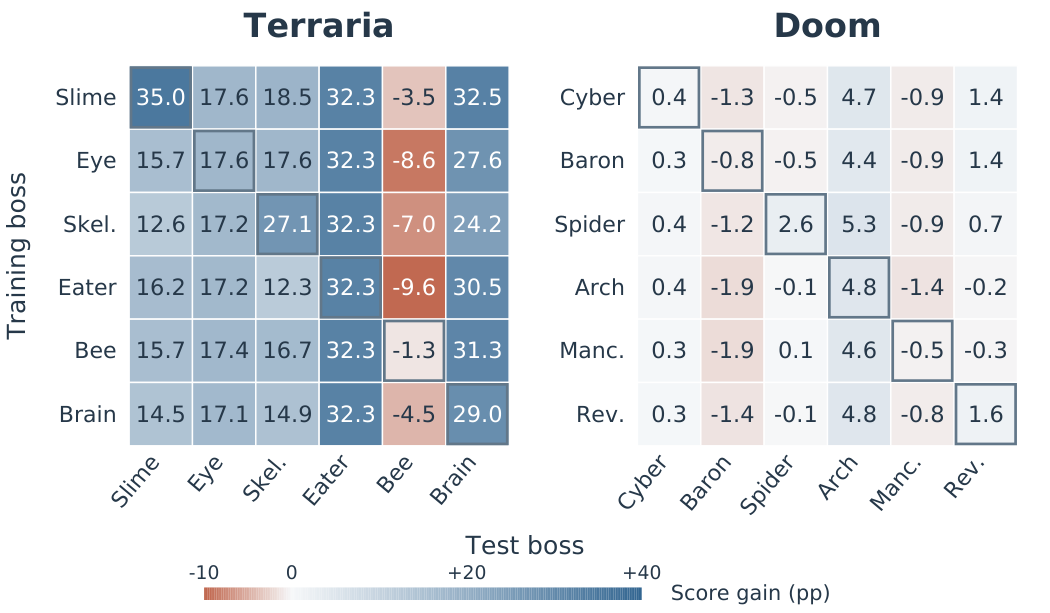 Terraria
Doom
Training boss
Slime 35.0 17.6 18.5 32.3 -3.5 32.5
Eye 15.7 17.6 17.6 32.3 -8.6 27.6
Skel. 12.6 17.2 27.1 32.3 -7.0 24.2
Eater 16.2 17.2 12.3 32.3 -9.6 30.5
Bee 15.7 17.4 16.7 32.3 -1.3 31.3
Brain 14.5 17.1 14.9 32.3 -4.5 29.0
Slime Eye Skel. Eater Bee Brain
Cyber 0.4 -1.3 -0.5 4.7 -0.9 1.4
Baron 0.3 -0.8 -0.5 4.4 -0.9 1.4
Spider 0.4 -1.2 2.6 5.3 -0.9 0.7
Arch 0.4 -1.9 -0.1 4.8 -1.4 -0.2
Manc. 0.3 -1.9 0.1 4.6 -0.5 -0.3
Rev. 0.3 -1.4 -0.1 4.8 -0.8 1.6
Cyber Baron Spider Arch Manc. Rev.
Test boss
-10 0 +20 +40
Score gain (pp)